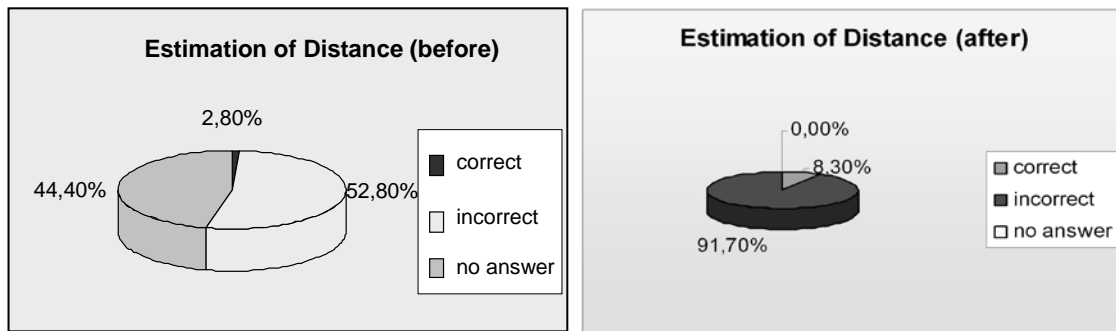 Estimation of Distance (before)
2,80%
44,40%
52,80%
correct
incorrect
no answer
Estimation of Distance (after)
0,00%
8,30%
91,70%
correct
incorrect
no answer